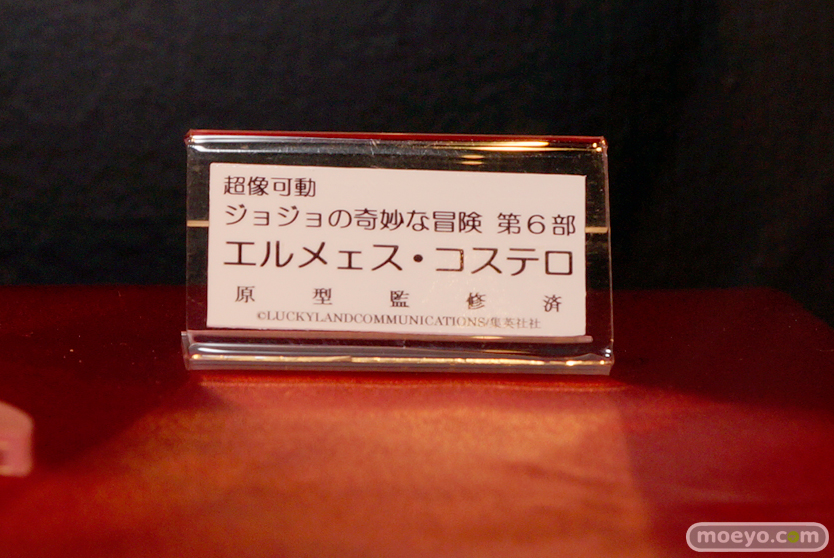 超像可動
ジョジョの奇妙な冒険 第6部
エルメェス・コステロ
原型監修済
©LUCKYLANDCOMMUNICATIONS/集英社社
moeyo.com